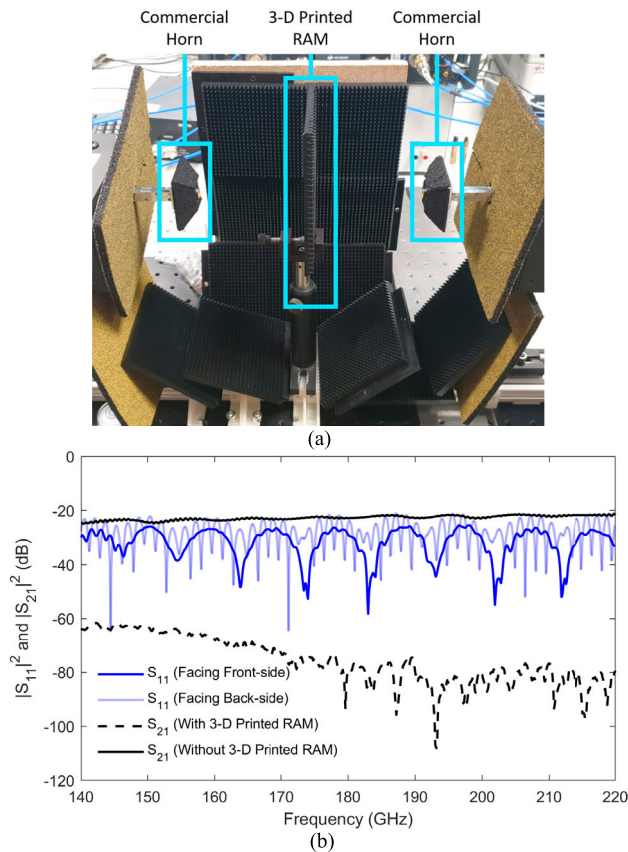 Commercial Horn
3-D Printed RAM
Commercial Horn
(a)
|S₁₁|² and |S₂₁|² (dB)
0
-20
-40
-60
-80
-100
-120
S₁₁ (Facing Front-side)
S₁₁ (Facing Back-side)
S₂₁ (With 3-D Printed RAM)
S₂₁ (Without 3-D Printed RAM)
140 150 160 170 180 190 200 210 220
Frequency (GHz)
(b)